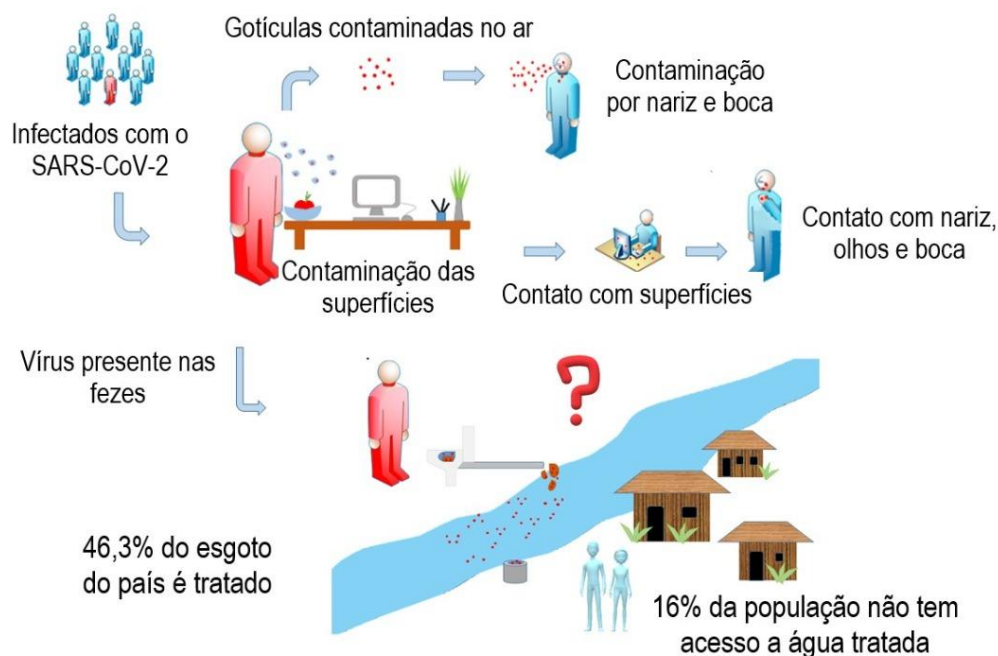 Gotículas contaminadas no ar
Infectados com o
SARS-CoV-2
Contaminação
por nariz e boca
Contaminação das
superfícies
Contato com superfícies
Contato com nariz,
olhos e boca
Vírus presente nas
fezes
?
46,3% do esgoto
do país é tratado
16% da população não tem
acesso a água tratada